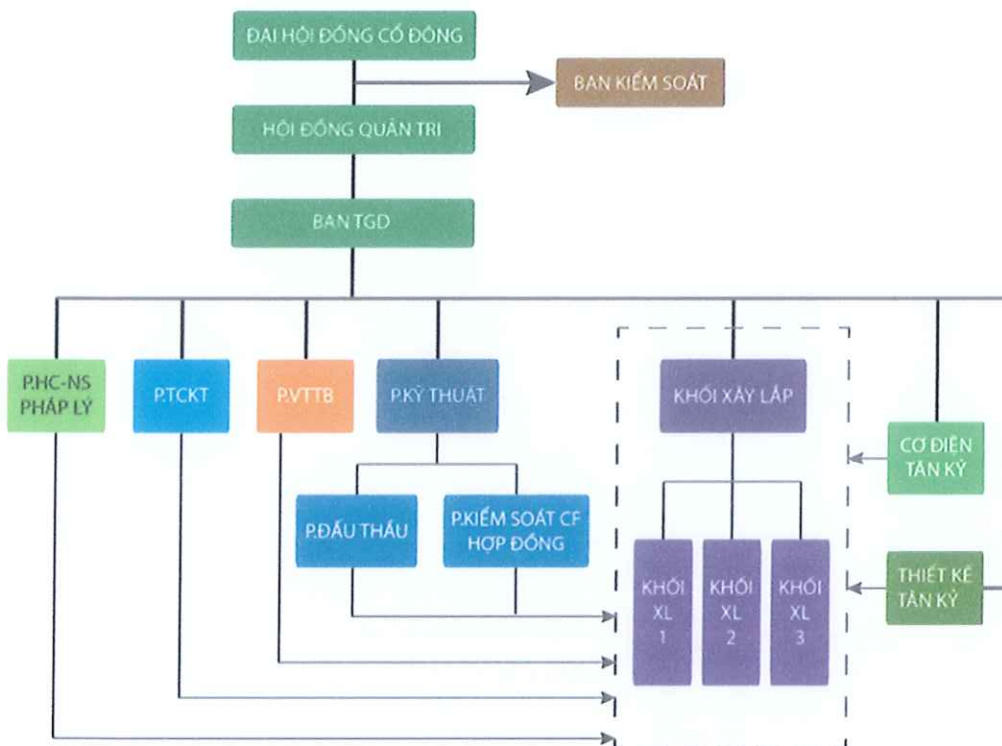 ĐẠI HỘI ĐỒNG CỔ ĐÔNG
BAN KIỂM SOÁT
HỘI ĐỒNG QUẢN TRỊ
BAN TGD
P.HC-NS
PHÁP LÝ
P.TCKT
P.VTTB
P.KỸ THUẬT
KHỐI XÂY LẮP
CƠ ĐIỆN
TÂN KỶ
P.ĐẤU THẦU
P.KIỂM SOÁT CF
HỢP ĐỒNG
KHỐI
XL
1
KHỐI
XL
2
KHỐI
XL
3
THIẾT KẾ
TÂN KỶ